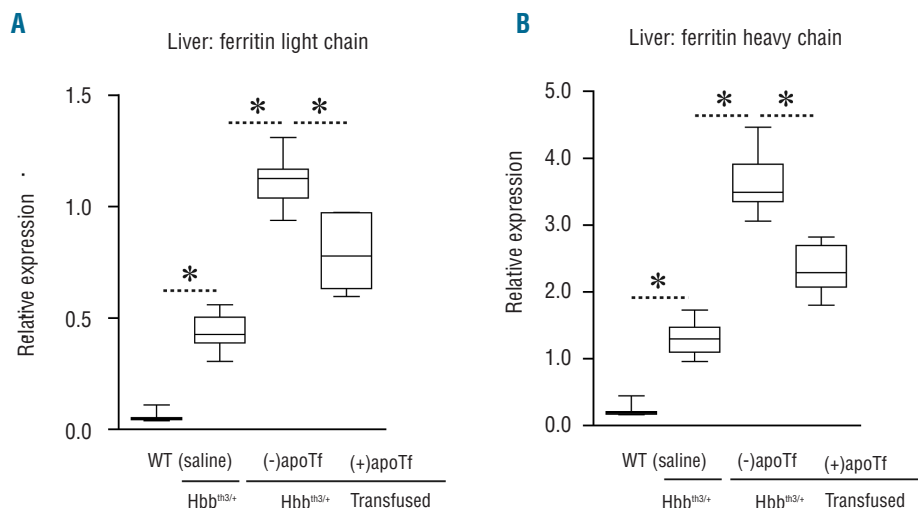 A
Liver: ferritin light chain
Relative expression
1.5
1.0
0.5
0.0
*
*
*
WT (saline) (-)apoTf (+)apoTf
Hbbth3/+ Hbbth3/+ Transfused
B
Liver: ferritin heavy chain
Relative expression
5.0
4.0
3.0
2.0
1.0
0.0
*
*
*
WT (saline) (-)apoTf (+)apoTf
Hbbth3/+ Hbbth3/+ Transfused